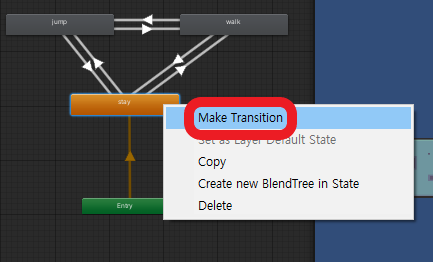 jump
walk
stay
Make Transition
Set as Layer Default State
Copy
Create new BlendTree in State
Entry
Delete